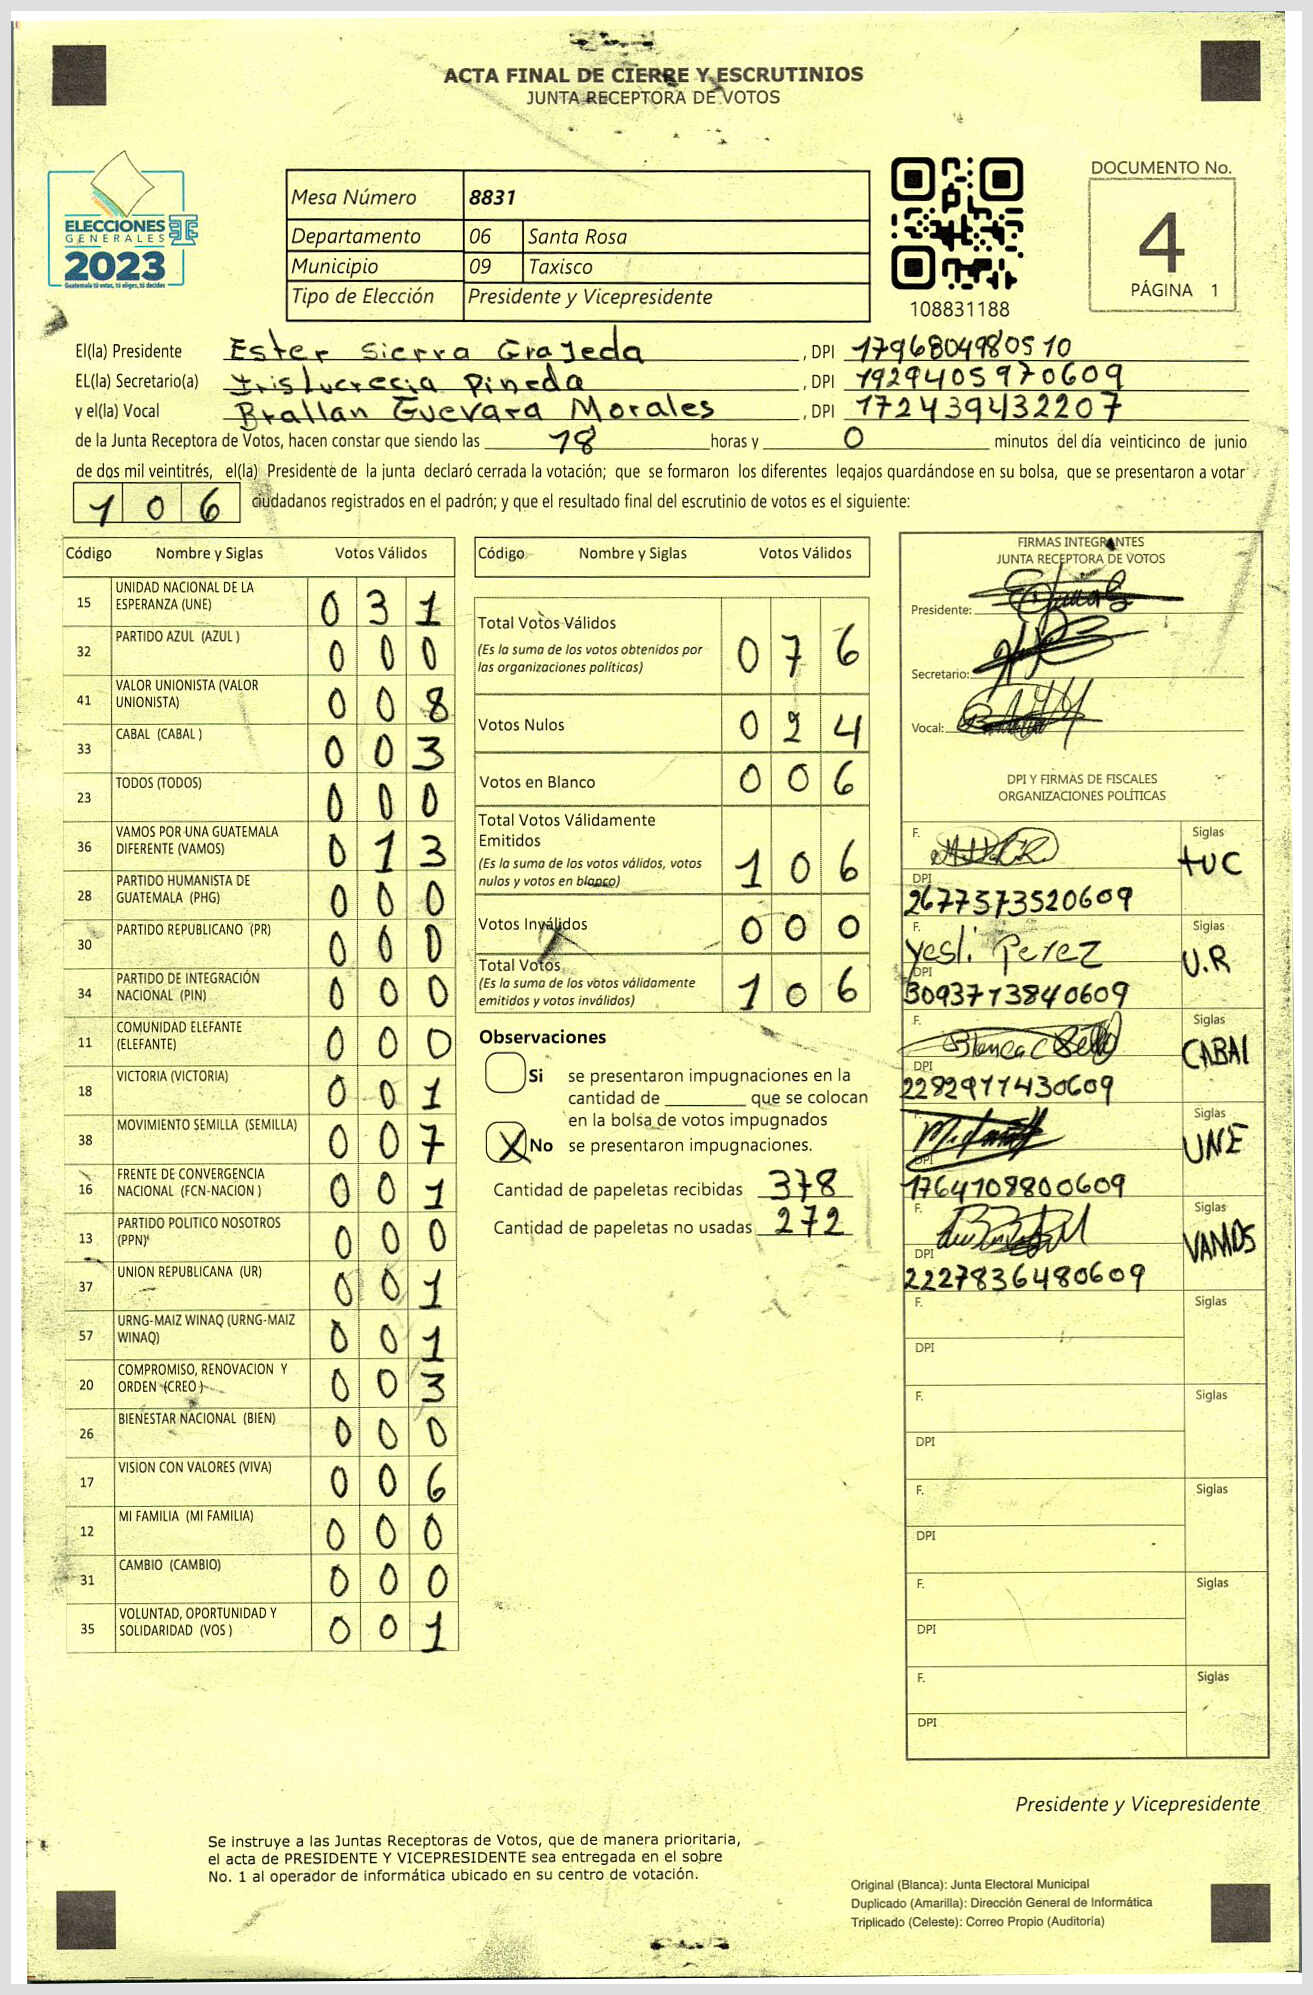 ACTA FINAL DE CIERRE Y ESCRUTINIOS
JUNTA RECEPTORA DE VOTOS
ELECCIONES
GENERALES
2023
Guatemala tú votas, tú eliges, tú decides
Mesa Número 8831
Departamento 06 Santa Rosa
Municipio 09 Taxisco
Tipo de Elección Presidente y Vicepresidente
108831188
DOCUMENTO No.
4
PÁGINA 1
El(la) Presidente Ester Sierra Grajeda, DPI 1796804980510
EL(la) Secretario(a) Iris Lucrecia Pineda, DPI 1929405970609
y el(la) Vocal Brallan Guevara Morales, DPI 1724394432207
de la Junta Receptora de Votos, hacen constar que siendo las 18 horas y 0 minutos del día veinticinco de junio
de dos mil veintitrés, el(la) Presidente de la junta declaró cerrada la votación; que se formaron los diferentes legajos quardándose en su bolsa, que se presentaron a votar
106 ciudadanos registrados en el padrón; y que el resultado final del escrutinio de votos es el siguiente:
Código Nombre y Siglas Votos Válidos
15 UNIDAD NACIONAL DE LA ESPERANZA (UNE) 0 3 1
32 PARTIDO AZUL (AZUL ) 0 0 0
41 VALOR UNIONISTA (VALOR UNIONISTA) 0 0 8
33 CABAL (CABAL ) 0 0 3
23 TODOS (TODOS) 0 0 0
36 VAMOS POR UNA GUATEMALA DIFERENTE (VAMOS) 0 1 3
28 PARTIDO HUMANISTA DE GUATEMALA (PHG) 0 0 0
30 PARTIDO REPUBLICANO (PR) 0 0 0
34 PARTIDO DE INTEGRACIÓN NACIONAL (PIN) 0 0 0
11 COMUNIDAD ELEFANTE (ELEFANTE) 0 0 0
18 VICTORIA (VICTORIA) 0 0 1
38 MOVIMIENTO SEMILLA (SEMILLA) 0 0 7
16 FRENTE DE CONVERGENCIA NACIONAL (FCN-NACION ) 0 0 1
13 PARTIDO POLITICO NOSOTROS (PPN) 0 0 0
37 UNION REPUBLICANA (UR) 0 0 1
57 URNG-MAIZ WINAQ (URNG-MAIZ WINAQ) 0 0 1
20 COMPROMISO, RENOVACION Y ORDEN (CREO ) 0 0 3
26 BIENESTAR NACIONAL (BIEN) 0 0 0
17 VISION CON VALORES (VIVA) 0 0 6
12 MI FAMILIA (MI FAMILIA) 0 0 0
31 CAMBIO (CAMBIO) 0 0 0
35 VOLUNTAD, OPORTUNIDAD Y SOLIDARIDAD (VOS ) 0 0 1
Código Nombre y Siglas Votos Válidos
Total Votos Válidos 0 7 6
(Es la suma de los votos obtenidos por
las organizaciones políticas)
Votos Nulos 0 2 4
Votos en Blanco 0 0 6
Total Votos Válidamente
Emitidos 1 0 6
(Es la suma de los votos válidos, votos
nulos y votos en blanco)
Votos Inválidos 0 0 0
Total Votos 1 0 6
(Es la suma de los votos válidamente
emitidos y votos inválidos)
Observaciones
Si se presentaron impugnaciones en la
cantidad de ________ que se colocan
en la bolsa de votos impugnados
X No se presentaron impugnaciones.
Cantidad de papeletas recibidas 378
Cantidad de papeletas no usadas 272
FIRMAS INTEGRANTES
JUNTA RECEPTORA DE VOTOS
Presidente:
Secretario:
Vocal:
DPI Y FIRMAS DE FISCALES
ORGANIZACIONES POLÍTICAS
F. Siglas
TUC
DPI
2677573520609
F. Yesli Perez Siglas
U.R
DPI
3093713840609
F. Siglas
CABAL
DPI
2282911430609
F. Siglas
UNE
DPI
1764108800609
F. Siglas
VAMOS
DPI
2227836480609
F. Siglas
DPI
F. Siglas
DPI
F. Siglas
DPI
F. Siglas
DPI
F. Siglas
DPI
Presidente y Vicepresidente
Se instruye a las Juntas Receptoras de Votos, que de manera prioritaria,
el acta de PRESIDENTE Y VICEPRESIDENTE sea entregada en el sobre
No. 1 al operador de informática ubicado en su centro de votación.
Original (Blanca): Junta Electoral Municipal
Duplicado (Amarilla): Dirección General de Informática
Triplicado (Celeste): Correo Propio (Auditoría)